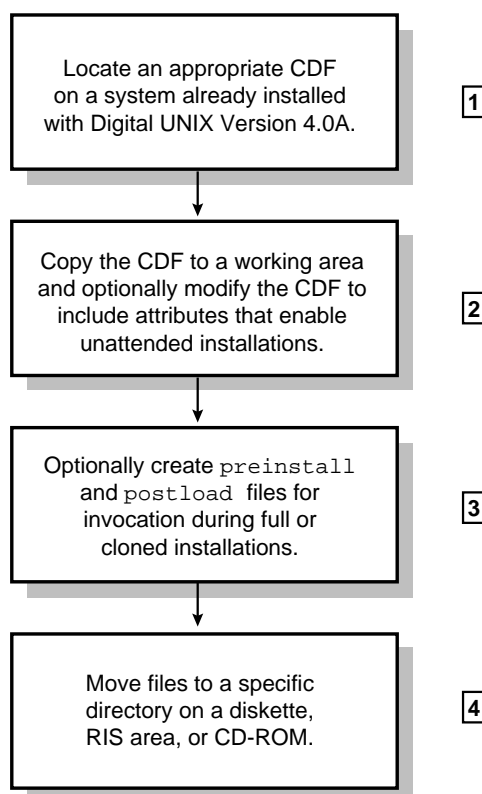 Locate an appropriate CDF
on a system already installed
with Digital UNIX Version 4.0A.
1
Copy the CDF to a working area
and optionally modify the CDF to
include attributes that enable
unattended installations.
2
Optionally create preinstall
and postload files for
invocation during full or
cloned installations.
3
Move files to a specific
directory on a diskette,
RIS area, or CD-ROM.
4